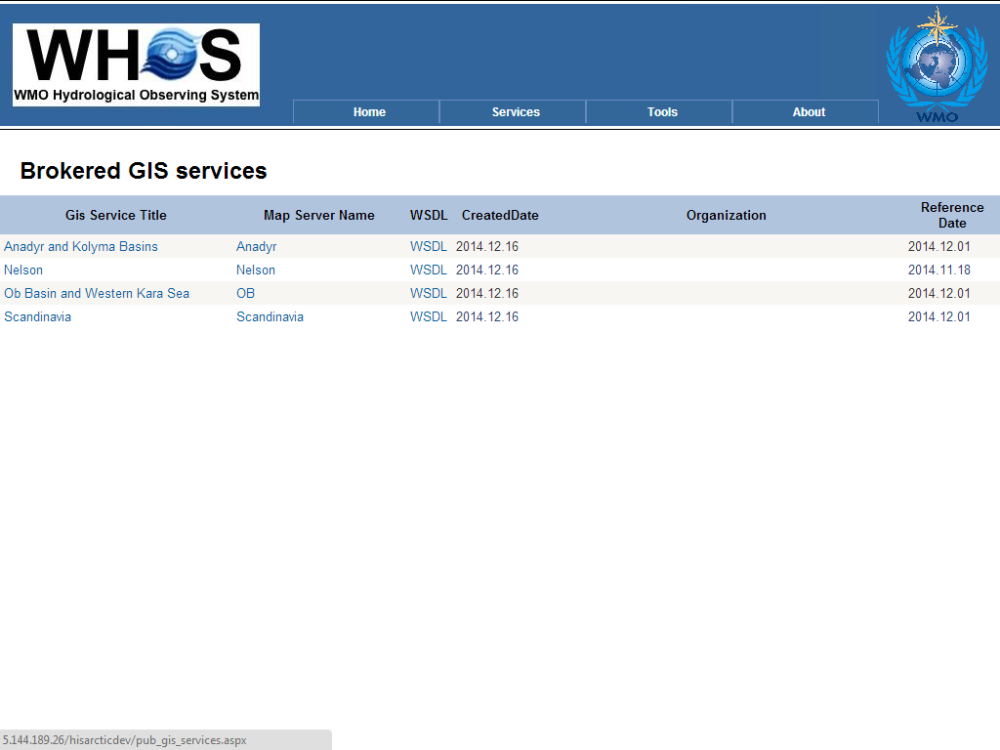 WHOS
WMO Hydrological Observing System
Home Services Tools About
WMO
Brokered GIS services
Gis Service Title Map Server Name WSDL CreatedDate Organization Reference Date
Anadyr and Kolyma Basins Anadyr WSDL 2014.12.16 2014.12.01
Nelson Nelson WSDL 2014.12.16 2014.11.18
Ob Basin and Western Kara Sea OB WSDL 2014.12.16 2014.12.01
Scandinavia Scandinavia WSDL 2014.12.16 2014.12.01
5.144.189.26/hisarcticdev/pub_gis_services.aspx